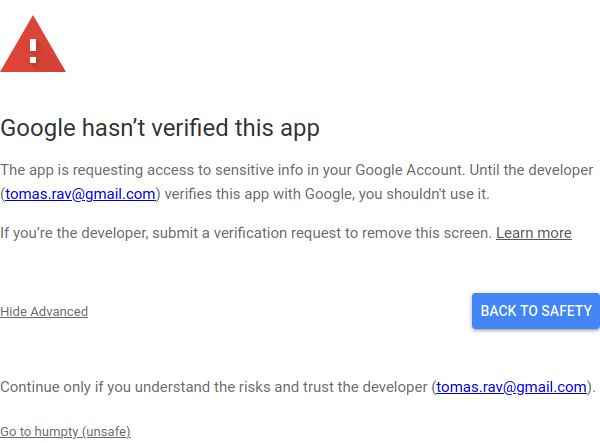 Google hasn’t verified this app
The app is requesting access to sensitive info in your Google Account. Until the developer
(tomas.rav@gmail.com) verifies this app with Google, you shouldn't use it.
If you’re the developer, submit a verification request to remove this screen. Learn more
Hide Advanced
BACK TO SAFETY
Continue only if you understand the risks and trust the developer (tomas.rav@gmail.com).
Go to humpty (unsafe)